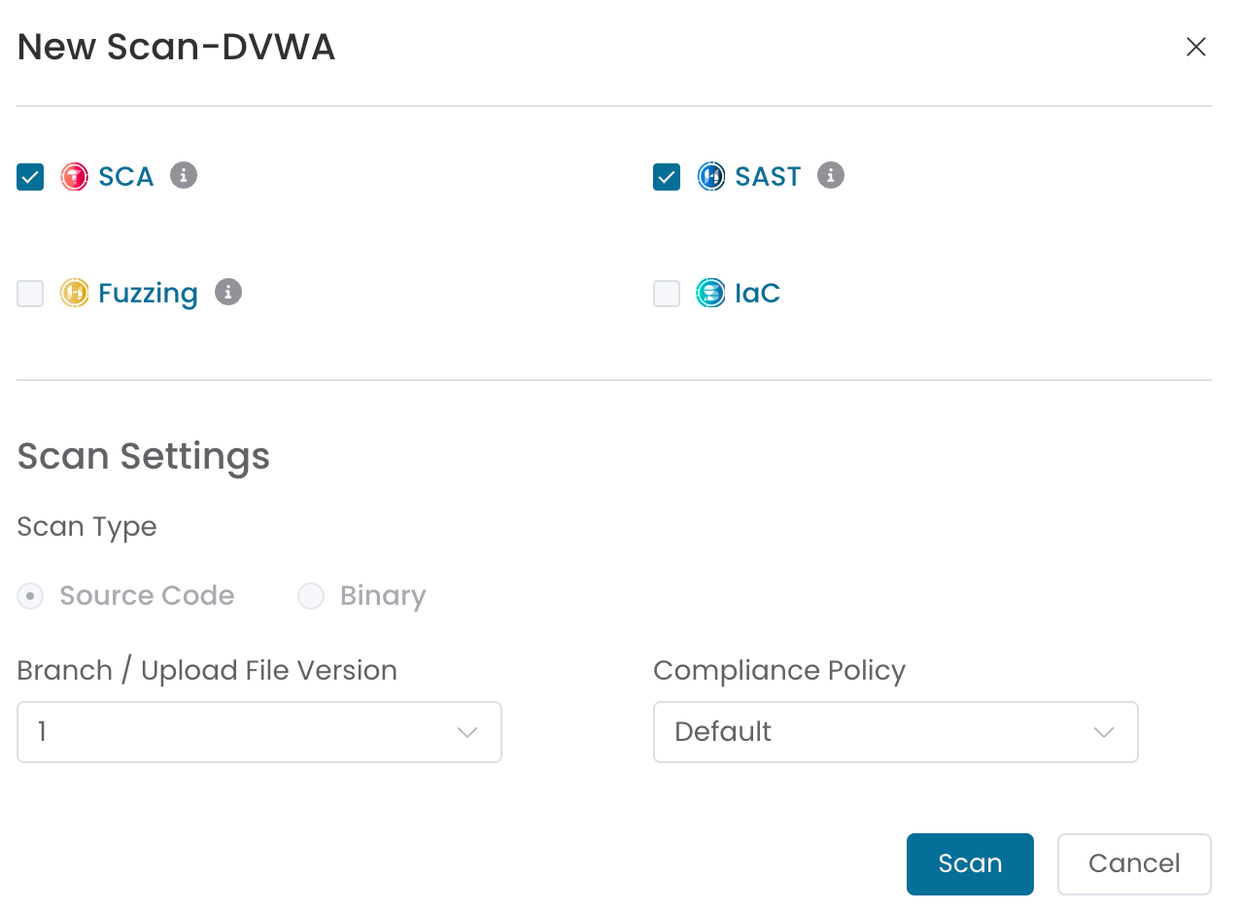 New Scan-DVWA
SCA
SAST
Fuzzing
IaC
Scan Settings
Scan Type
Source Code
Binary
Branch / Upload File Version
Compliance Policy
1
Default
Scan
Cancel